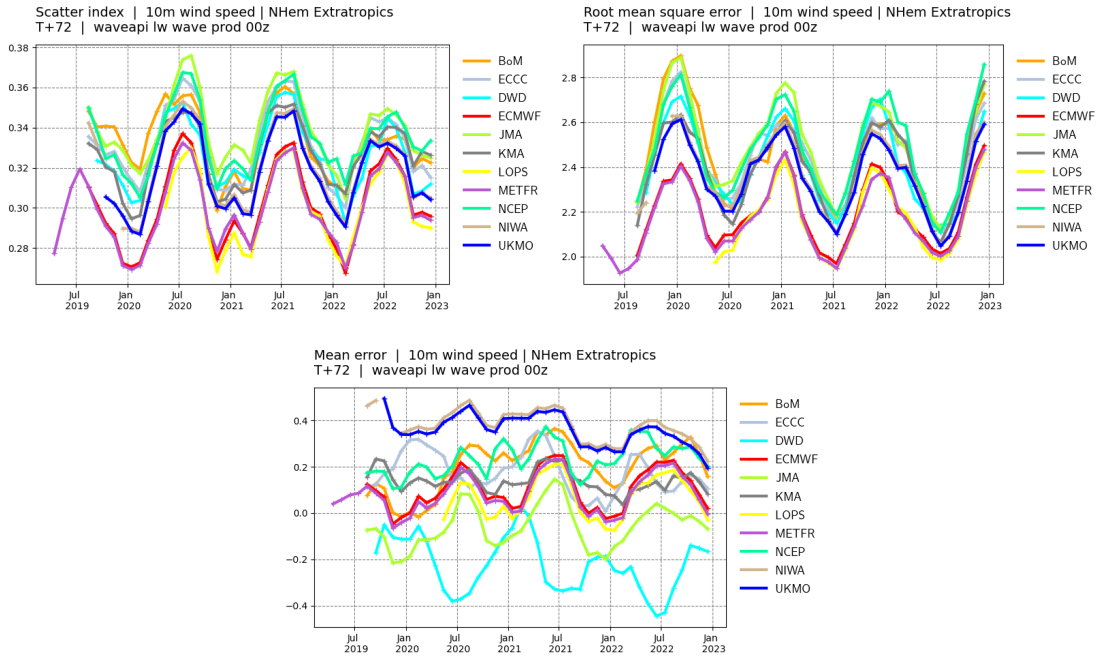 Scatter index | 10m wind speed | NHem Extratropics
T+72 | waveapi lw wave prod 00z
0.38
0.36
0.34
0.32
0.30
0.28
Jul
2019
Jan
2020
Jul
2020
Jan
2021
Jul
2021
Jan
2022
Jul
2022
Jan
2023
BoM
ECCC
DWD
ECMWF
JMA
KMA
LOPS
METFR
NCEP
NIWA
UKMO
Root mean square error | 10m wind speed | NHem Extratropics
T+72 | waveapi lw wave prod 00z
2.8
2.6
2.4
2.2
2.0
Jul
2019
Jan
2020
Jul
2020
Jan
2021
Jul
2021
Jan
2022
Jul
2022
Jan
2023
BoM
ECCC
DWD
ECMWF
JMA
KMA
LOPS
METFR
NCEP
NIWA
UKMO
Mean error | 10m wind speed | NHem Extratropics
T+72 | waveapi lw wave prod 00z
0.4
0.2
0.0
−0.2
−0.4
Jul
2019
Jan
2020
Jul
2020
Jan
2021
Jul
2021
Jan
2022
Jul
2022
Jan
2023
BoM
ECCC
DWD
ECMWF
JMA
KMA
LOPS
METFR
NCEP
NIWA
UKMO